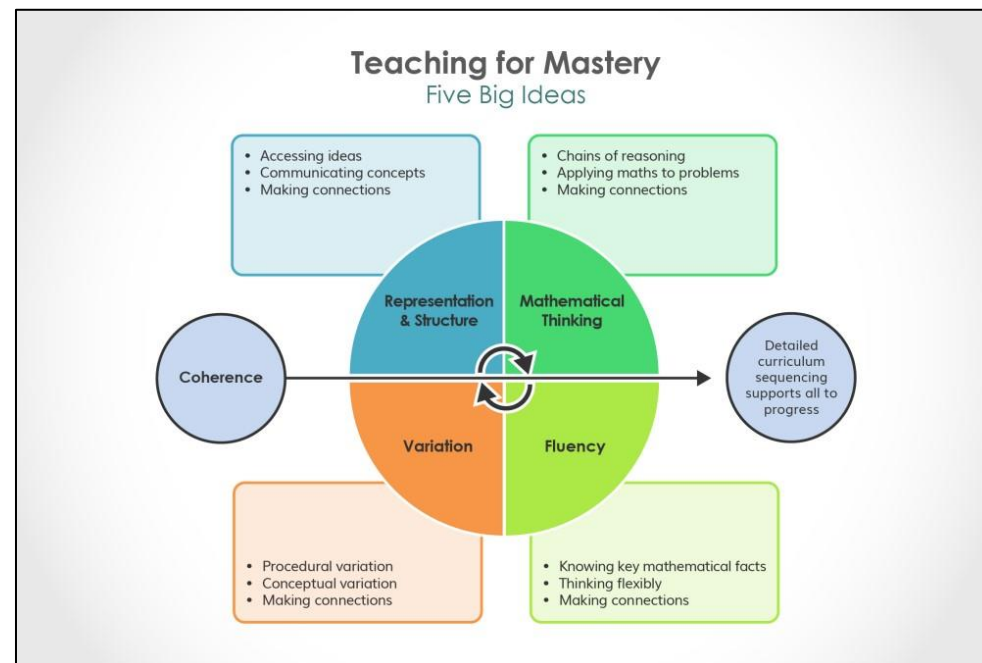 Teaching for Mastery
Five Big Ideas
• Accessing ideas
• Communicating concepts
• Making connections
• Chains of reasoning
• Applying maths to problems
• Making connections
Representation
& Structure
Mathematical
Thinking
Coherence
Detailed
curriculum
sequencing
supports all to
progress
Variation
Fluency
• Procedural variation
• Conceptual variation
• Making connections
• Knowing key mathematical facts
• Thinking flexibly
• Making connections